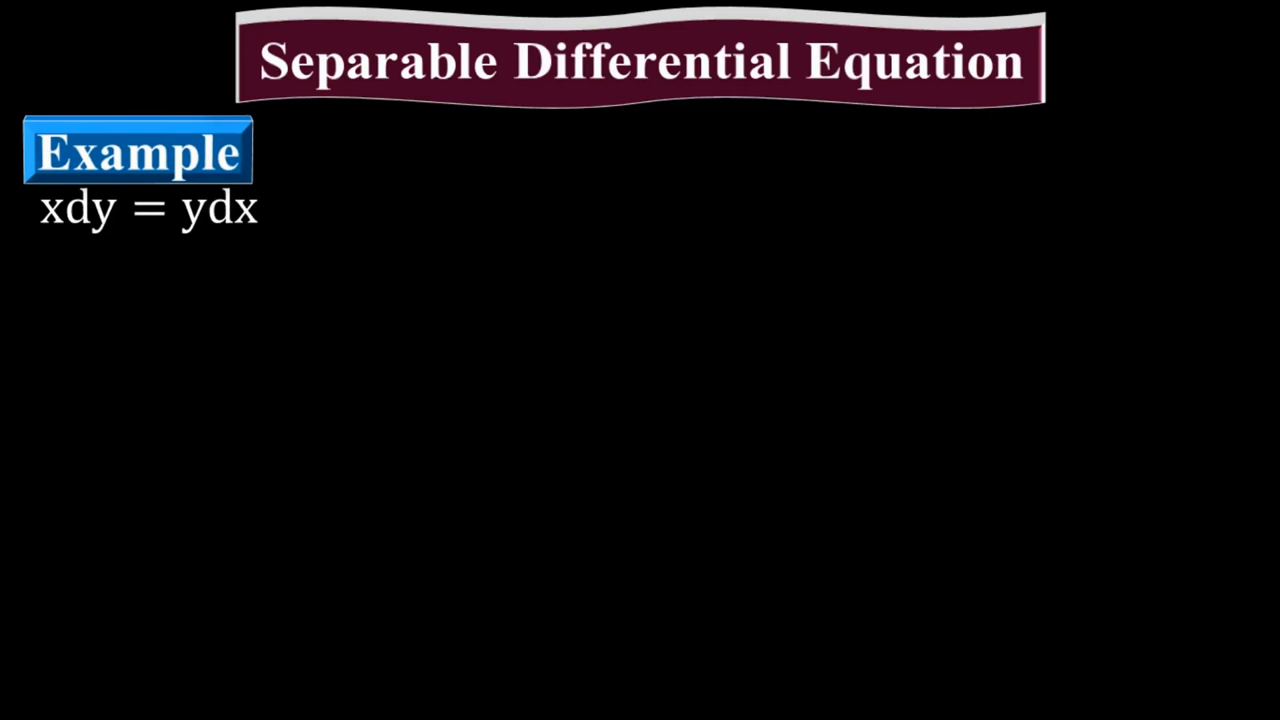 Separable Differential Equation
Example
xdy = ydx